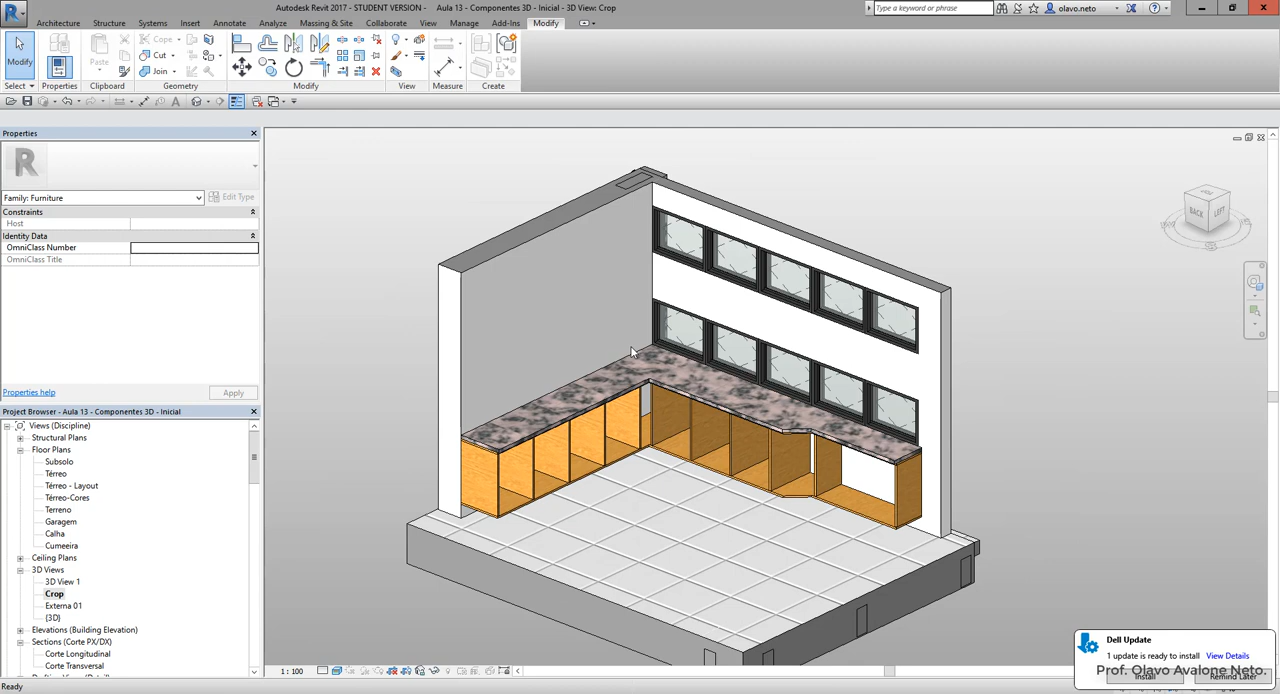 Autodesk Revit 2017 - STUDENT VERSION - Aula 13 - Componentes 3D - Inicial - 3D View: Crop
Type a keyword or phrase
olavo.neto
Architecture Structure Systems Insert Annotate Analyze Massing & Site Collaborate View Manage Add-Ins Modify
Modify
Paste
Cope
Cut
Join
Select Properties Clipboard Geometry Modify View Measure Create
Properties
Family: Furniture
Edit Type
Constraints
Host
Identity Data
OmniClass Number
OmniClass Title
Properties help
Apply
Project Browser - Aula 13 - Componentes 3D - Inicial
Views (Discipline)
Structural Plans
Floor Plans
Subsolo
Térreo
Térreo - Layout
Térreo-Cores
Terreno
Garagem
Calha
Cumeeira
Ceiling Plans
3D Views
3D View 1
Crop
Externa 01
{3D}
Elevations (Building Elevation)
Sections (Corte PX/DX)
Corte Longitudinal
Corte Transversal
BACK
LEFT
1 : 100
Ready
Dell Update
1 update is ready to install View Details
Prof. Olavo Avalone Neto.
Install
Remind Later